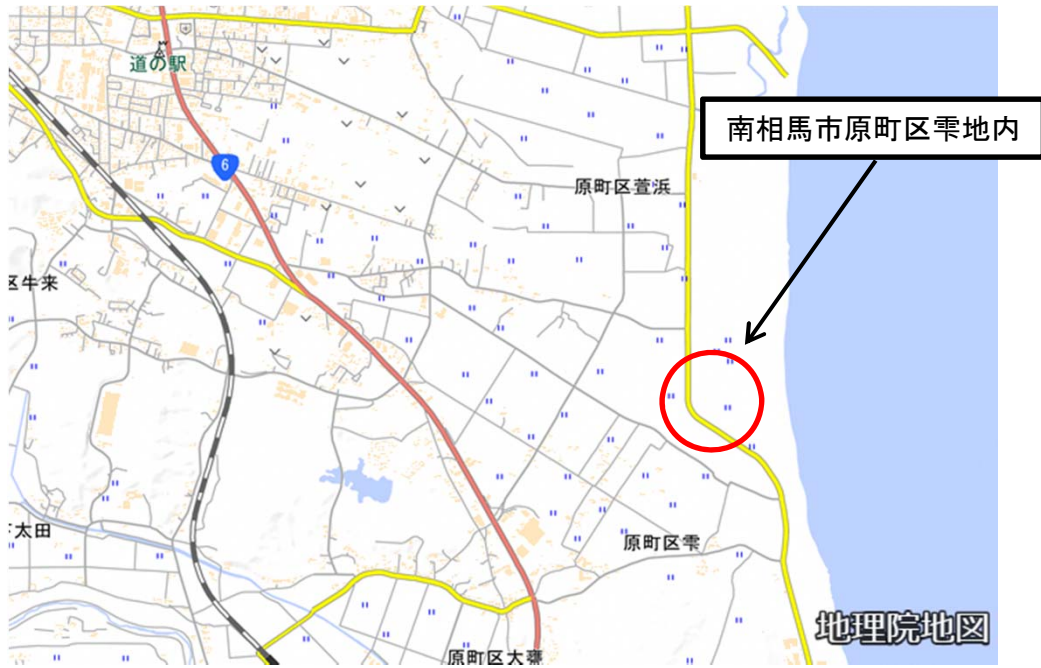 道の駅
6
南相馬市原町区雫地内
原町区萱浜
区牛来
下太田
原町区雫
原町区大甕
地理院地図